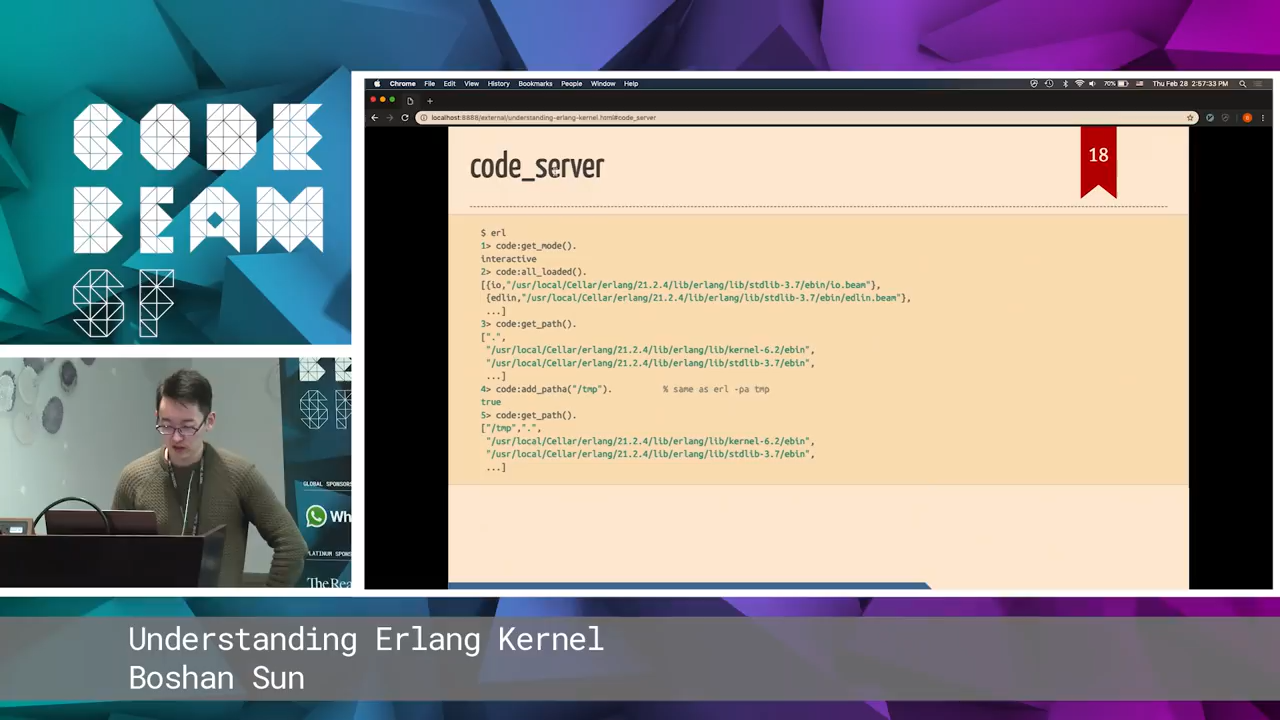 CODE
BEAM
SF
Chrome File Edit View History Bookmarks People Window Help
70% Thu Feb 28 2:57:33 PM
localhost:8888/external/understanding-erlang-kernel.html#code_server
code_server
18
$ erl
1> code:get_mode().
interactive
2> code:all_loaded().
[{io,"/usr/local/Cellar/erlang/21.2.4/lib/erlang/lib/stdlib-3.7/ebin/io.beam"},
{edlin,"/usr/local/Cellar/erlang/21.2.4/lib/erlang/lib/stdlib-3.7/ebin/edlin.beam"},
...]
3> code:get_path().
[".",
"/usr/local/Cellar/erlang/21.2.4/lib/erlang/lib/kernel-6.2/ebin",
"/usr/local/Cellar/erlang/21.2.4/lib/erlang/lib/stdlib-3.7/ebin",
...]
4> code:add_patha("/tmp"). % same as erl -pa tmp
true
5> code:get_path().
["/tmp",".",
"/usr/local/Cellar/erlang/21.2.4/lib/erlang/lib/kernel-6.2/ebin",
"/usr/local/Cellar/erlang/21.2.4/lib/erlang/lib/stdlib-3.7/ebin",
...]
GLOBAL SPONSORS
Wh
PLATINUM SPONS
The Rea
Understanding Erlang Kernel
Boshan Sun